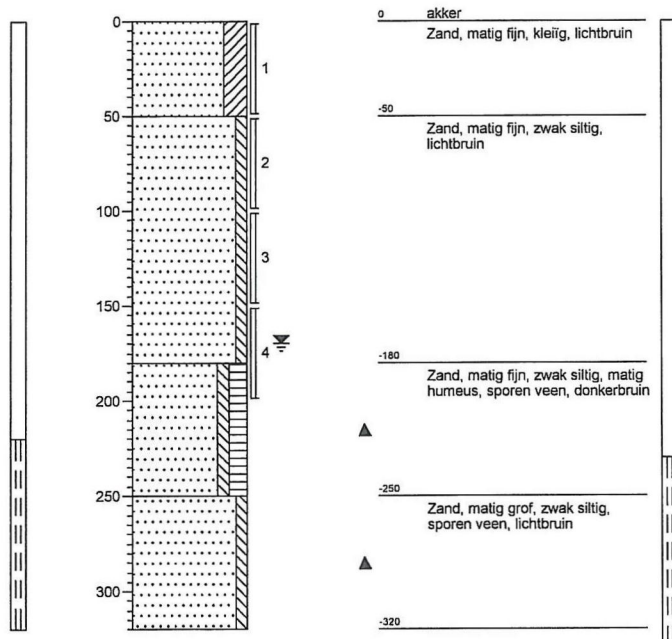 0
50
100
150
200
250
300
1
2
3
4
0 akker
Zand, matig fijn, kleiïg, lichtbruin
-50
Zand, matig fijn, zwak siltig,
lichtbruin
-180
Zand, matig fijn, zwak siltig, matig
humeus, sporen veen, donkerbruin
-250
Zand, matig grof, zwak siltig,
sporen veen, lichtbruin
-320